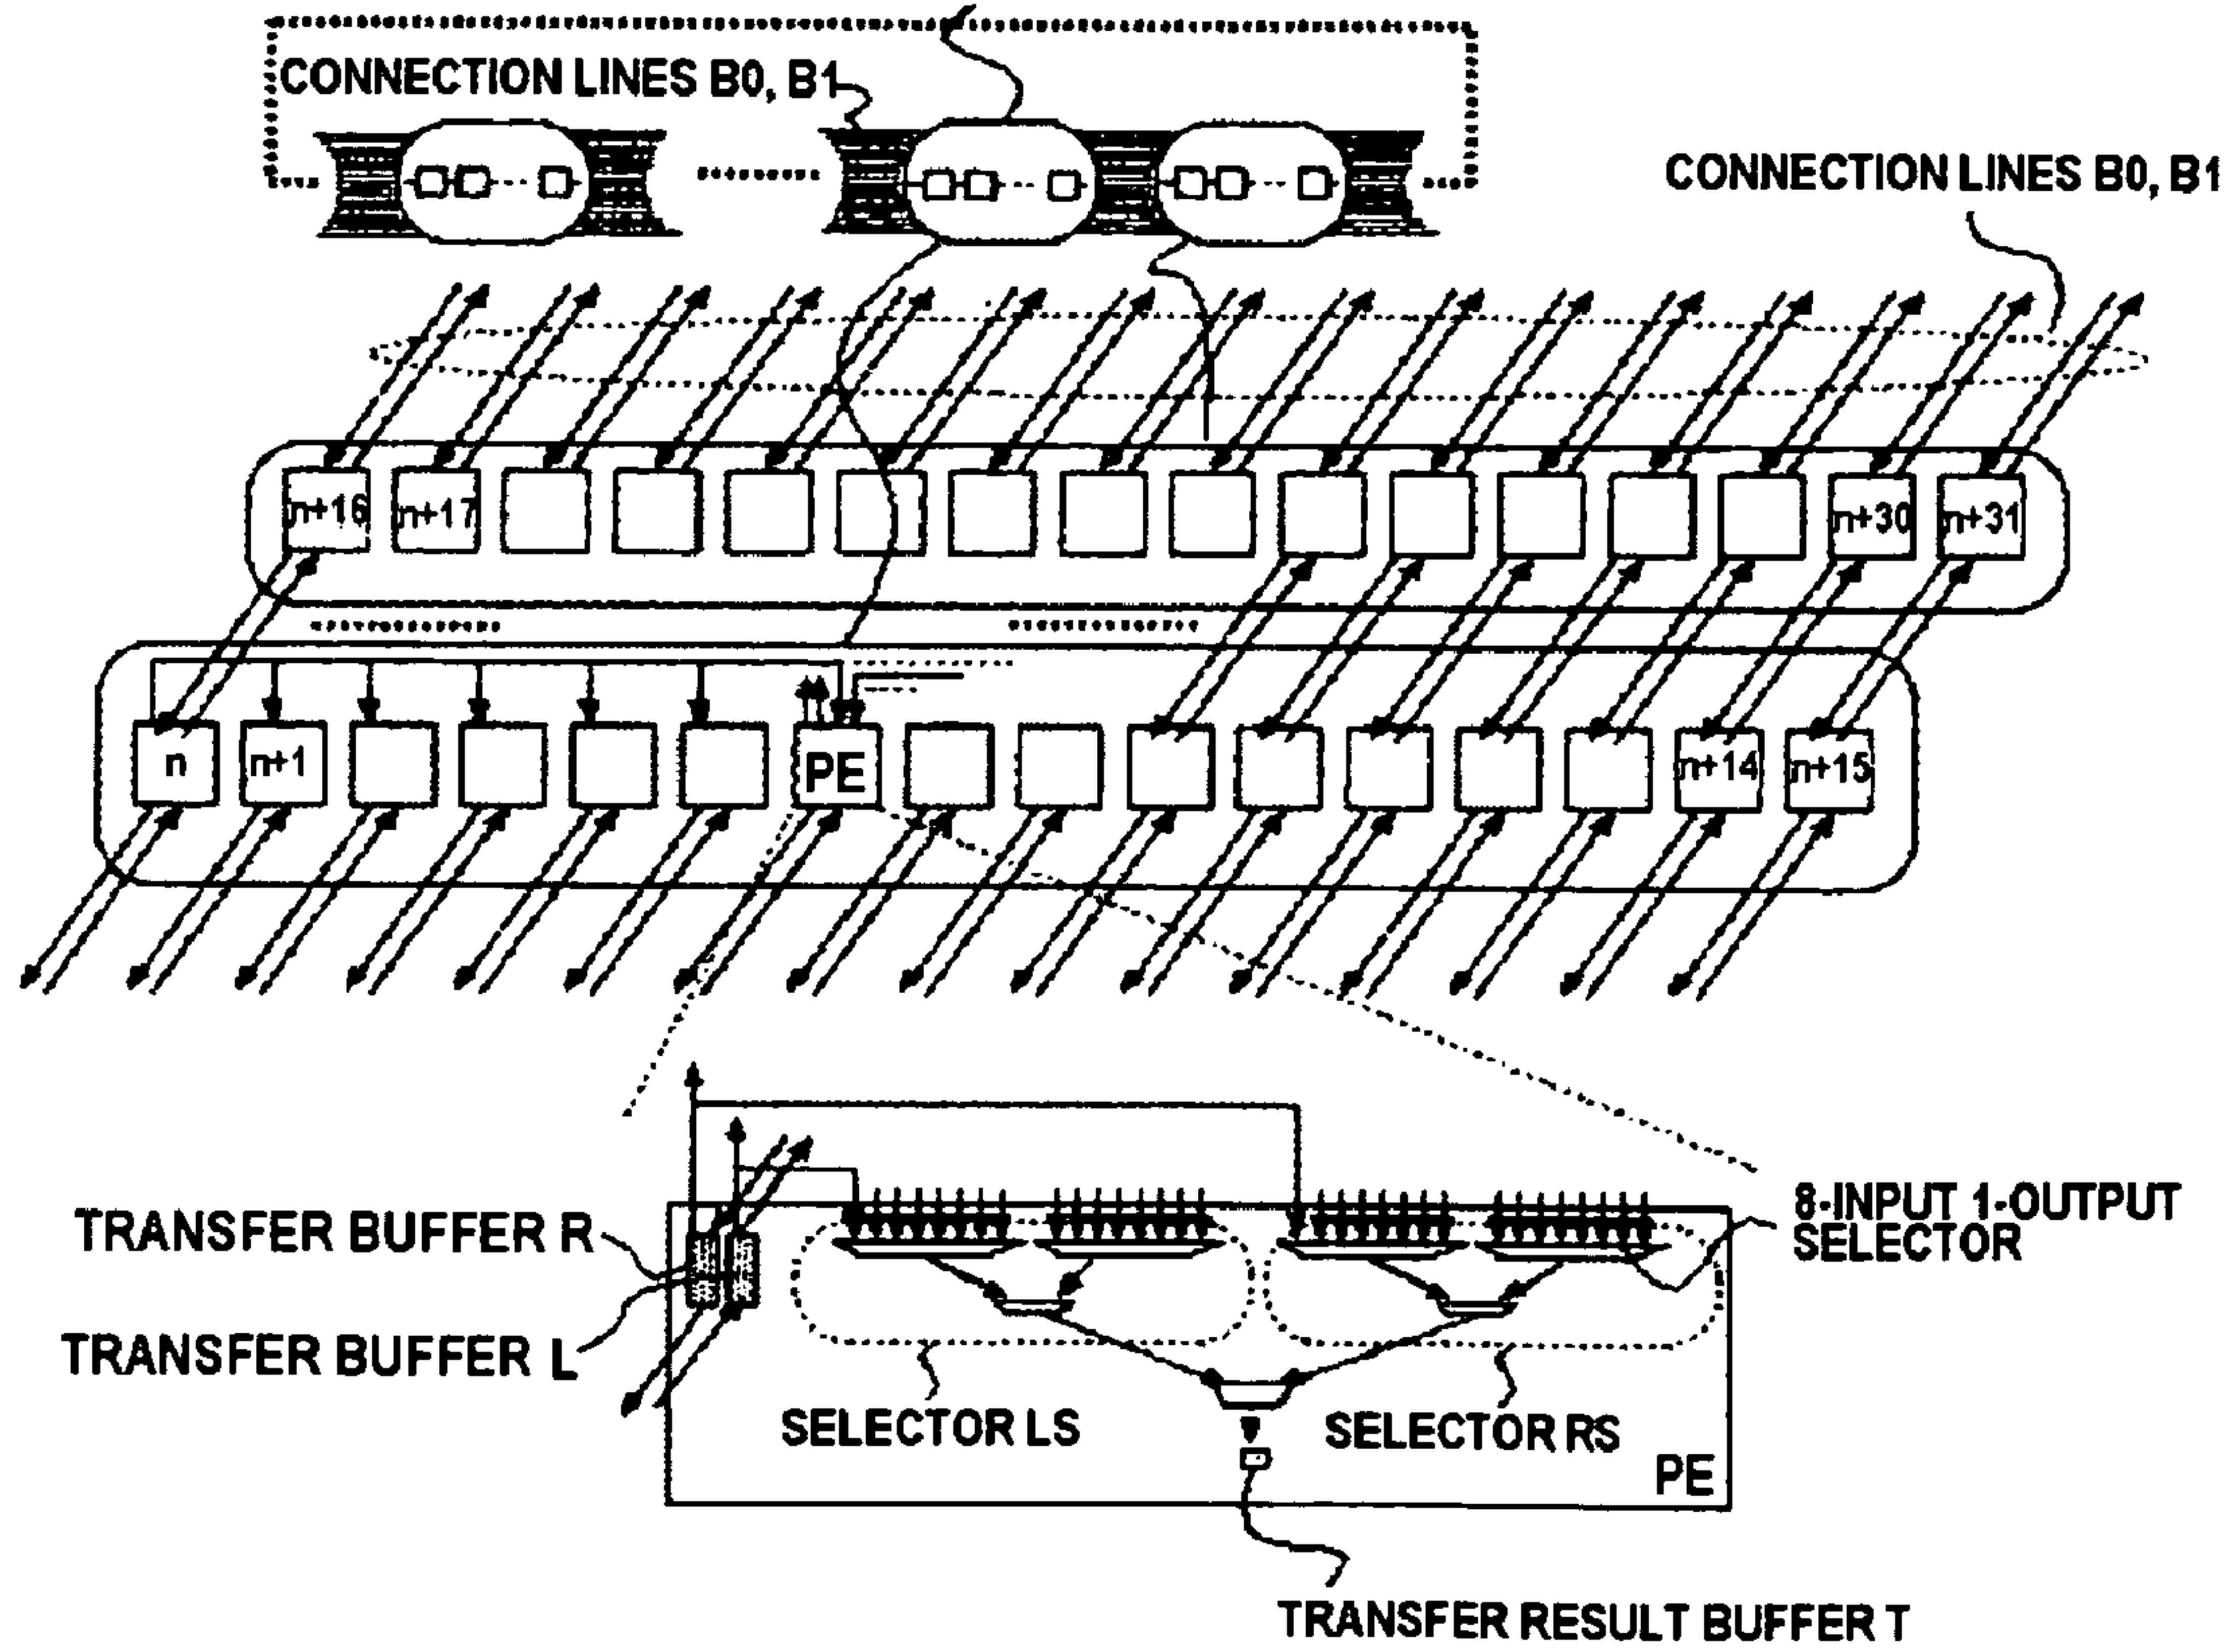 CONNECTION LINES B0, B1
CONNECTION LINES B0, B1
n+16 n+17 n+30 n+31
n n+1 PE n+14 n+15
TRANSFER BUFFER R
TRANSFER BUFFER L
8-INPUT 1-OUTPUT
SELECTOR
SELECTOR LS
SELECTOR RS
PE
TRANSFER RESULT BUFFER T